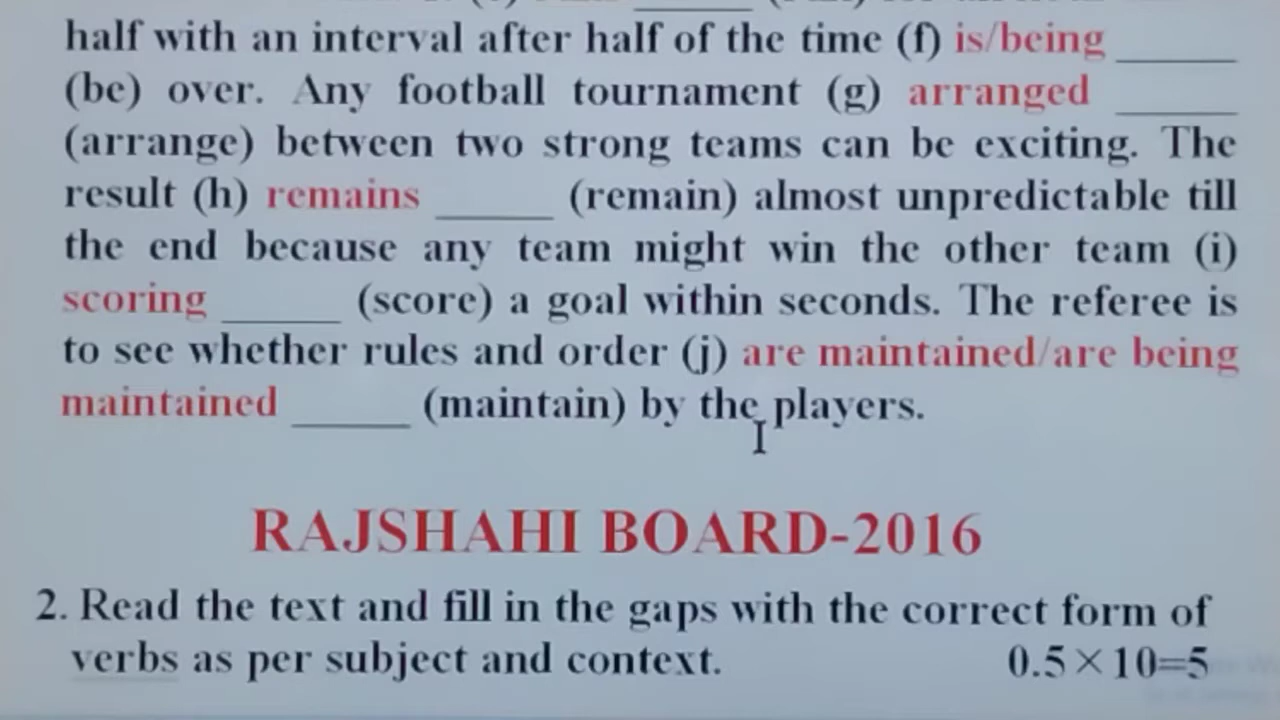 half with an interval after half of the time (f) is/being ______
(be) over. Any football tournament (g) arranged ______
(arrange) between two strong teams can be exciting. The
result (h) remains ______ (remain) almost unpredictable till
the end because any team might win the other team (i)
scoring ______ (score) a goal within seconds. The referee is
to see whether rules and order (j) are maintained/are being
maintained ______ (maintain) by the players.
RAJSHAHI BOARD-2016
2. Read the text and fill in the gaps with the correct form of
verbs as per subject and context. 0.5×10=5